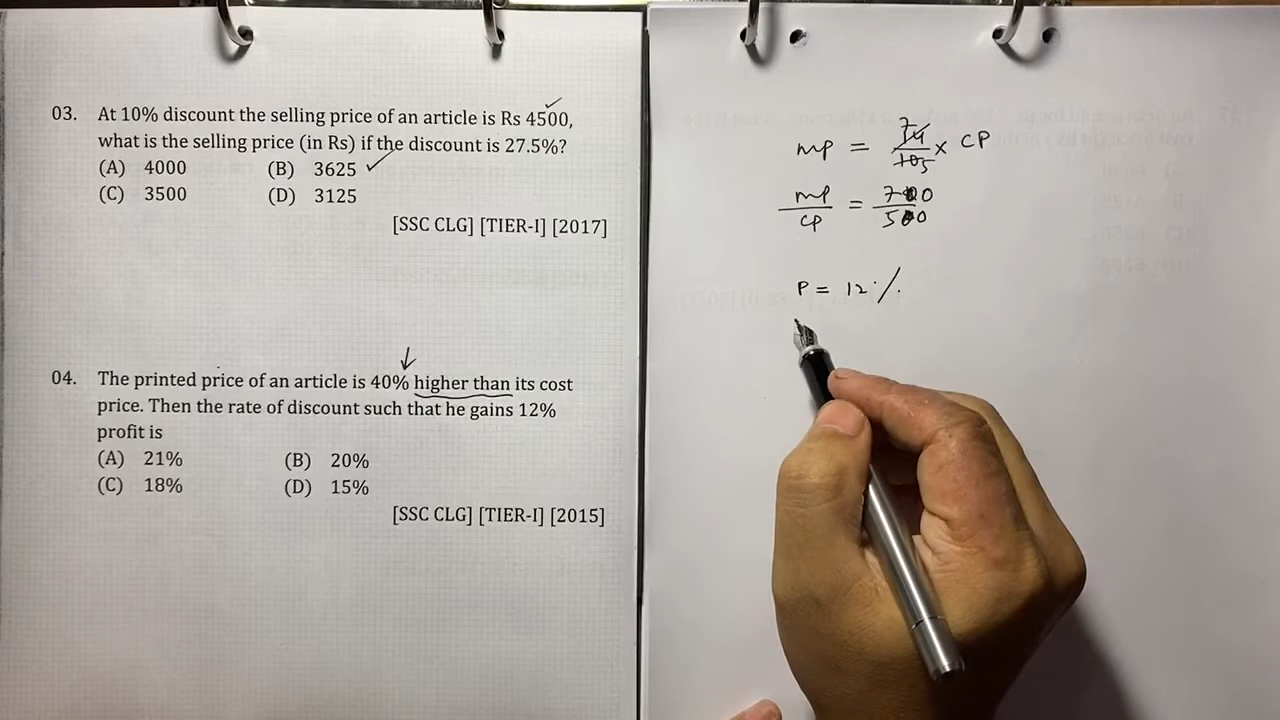 03. At 10% discount the selling price of an article is Rs 4500,
what is the selling price (in Rs) if the discount is 27.5%?
(A) 4000 (B) 3625 ✓
(C) 3500 (D) 3125
[SSC CLG] [TIER-I] [2017]
04. The printed price of an article is 40% higher than its cost
price. Then the rate of discount such that he gains 12%
profit is
(A) 21% (B) 20%
(C) 18% (D) 15%
[SSC CLG] [TIER-I] [2015]
7
MP = 14/105 × CP
MP/CP = 700/500
P = 12%